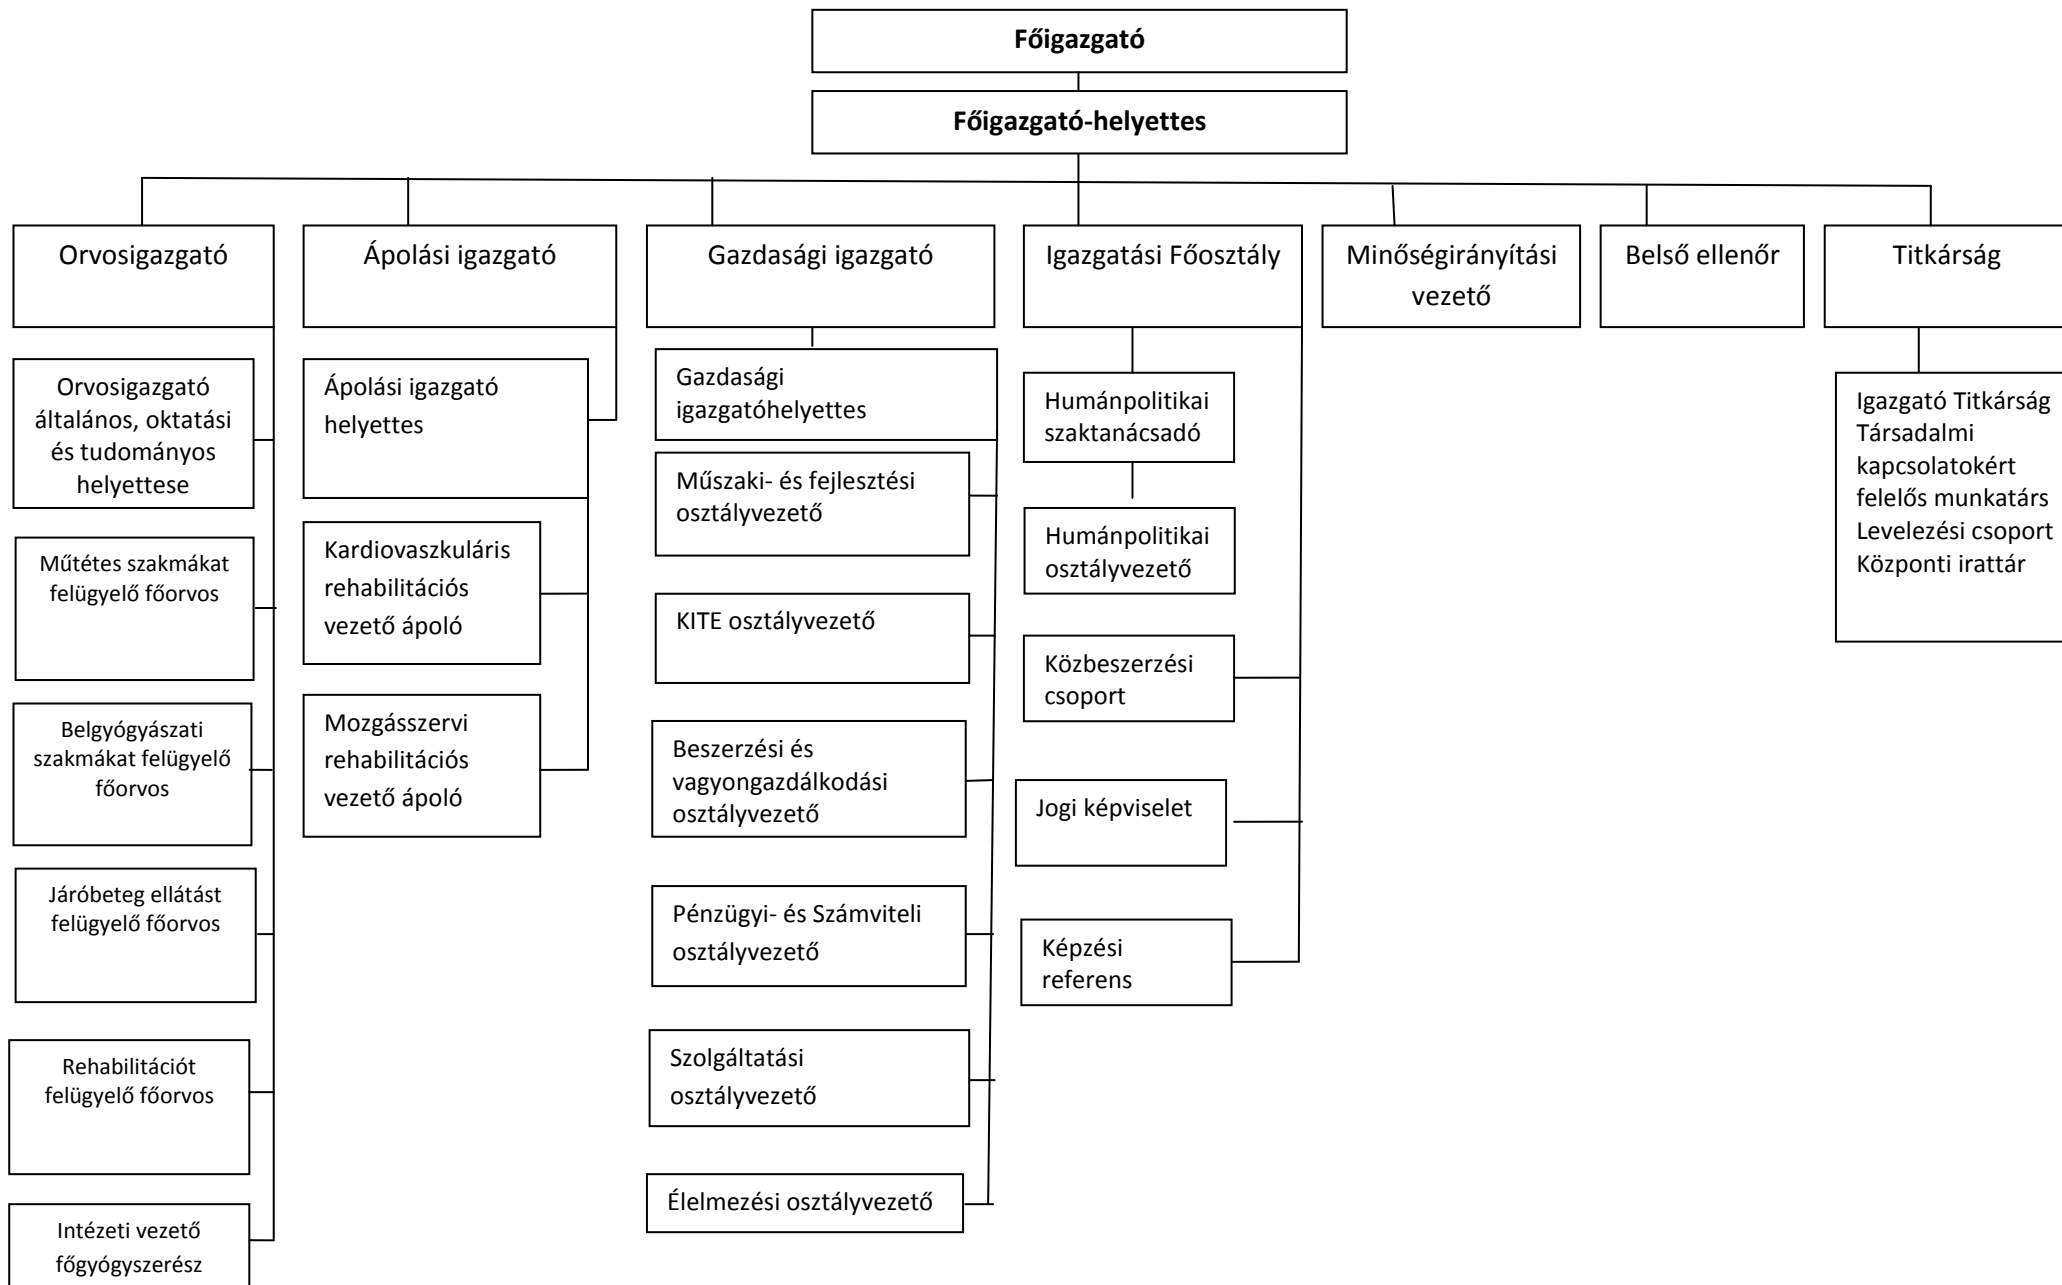 Főigazgató
Főigazgató-helyettes
Orvosigazgató
Ápolási igazgató
Gazdasági igazgató
Igazgatási Főosztály
Minőségirányítási
vezető
Belső ellenőr
Titkárság
Orvosigazgató
általános, oktatási
és tudományos
helyettese
Műtétes szakmákat
felügyelő főorvos
Belgyógyászati
szakmákat felügyelő
főorvos
Járóbeteg ellátást
felügyelő főorvos
Rehabilitációt
felügyelő főorvos
Intézeti vezető
főgyógyszerész
Ápolási igazgató
helyettes
Kardiovaszkuláris
rehabilitációs
vezető ápoló
Mozgásszervi
rehabilitációs
vezető ápoló
Gazdasági
igazgatóhelyettes
Műszaki- és fejlesztési
osztályvezető
KITE osztályvezető
Beszerzési és
vagyongazdálkodási
osztályvezető
Pénzügyi- és Számviteli
osztályvezető
Szolgáltatási
osztályvezető
Élelmezési osztályvezető
Humánpolitikai
szaktanácsadó
Humánpolitikai
osztályvezető
Közbeszerzési
csoport
Jogi képviselet
Képzési
referens
Igazgató Titkárság
Társadalmi
kapcsolatokért
felelős munkatárs
Levelezési csoport
Központi irattár